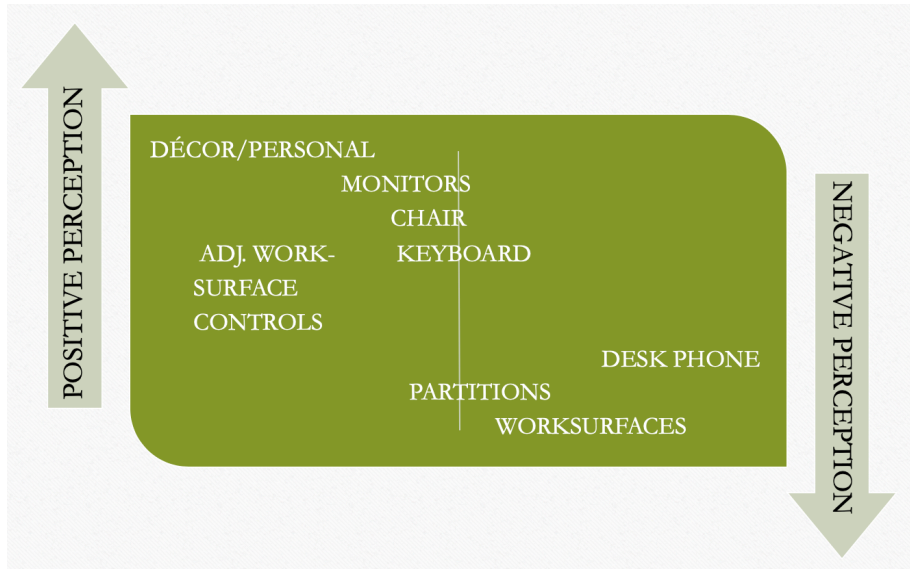 POSITIVE PERCEPTION
DÉCOR/PERSONAL
MONITORS
CHAIR
ADJ. WORK-
SURFACE
CONTROLS
KEYBOARD
DESK PHONE
PARTITIONS
WORKSURFACES
NEGATIVE PERCEPTION